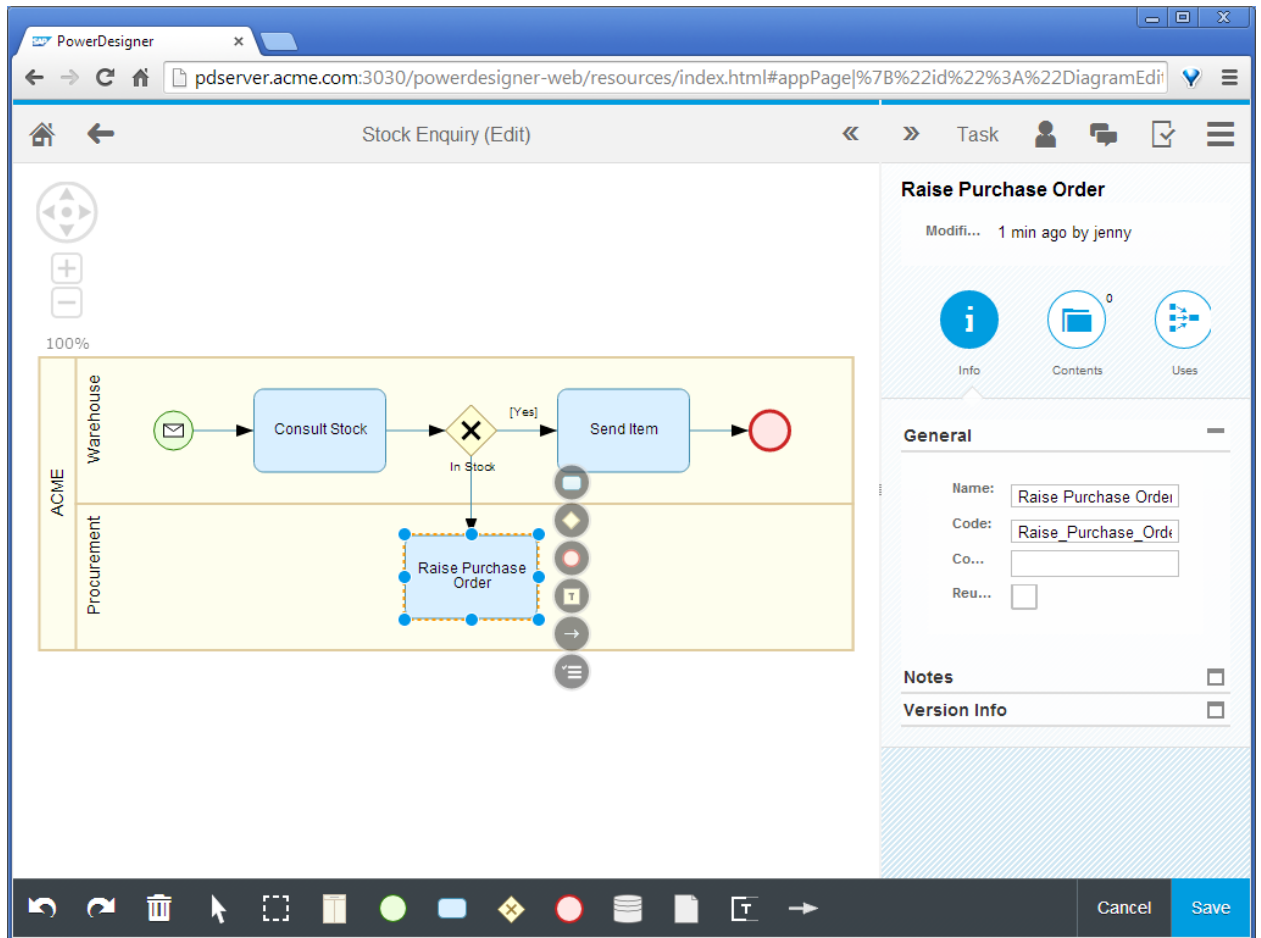 PowerDesigner
pdserver.acme.com:3030/powerdesigner-web/resources/index.html#appPage|%7B%22id%22%3A%22DiagramEdi
Stock Enquiry (Edit)
Task
Raise Purchase Order
Modifi... 1 min ago by jenny
0
Info Contents Uses
100%
ACME
Warehouse
Consult Stock
In Stock
[Yes]
Send Item
Procurement
Raise Purchase
Order
T
General
Name: Raise Purchase Order
Code: Raise_Purchase_Orde
Co...
Reu...
Notes
Version Info
T
Cancel Save